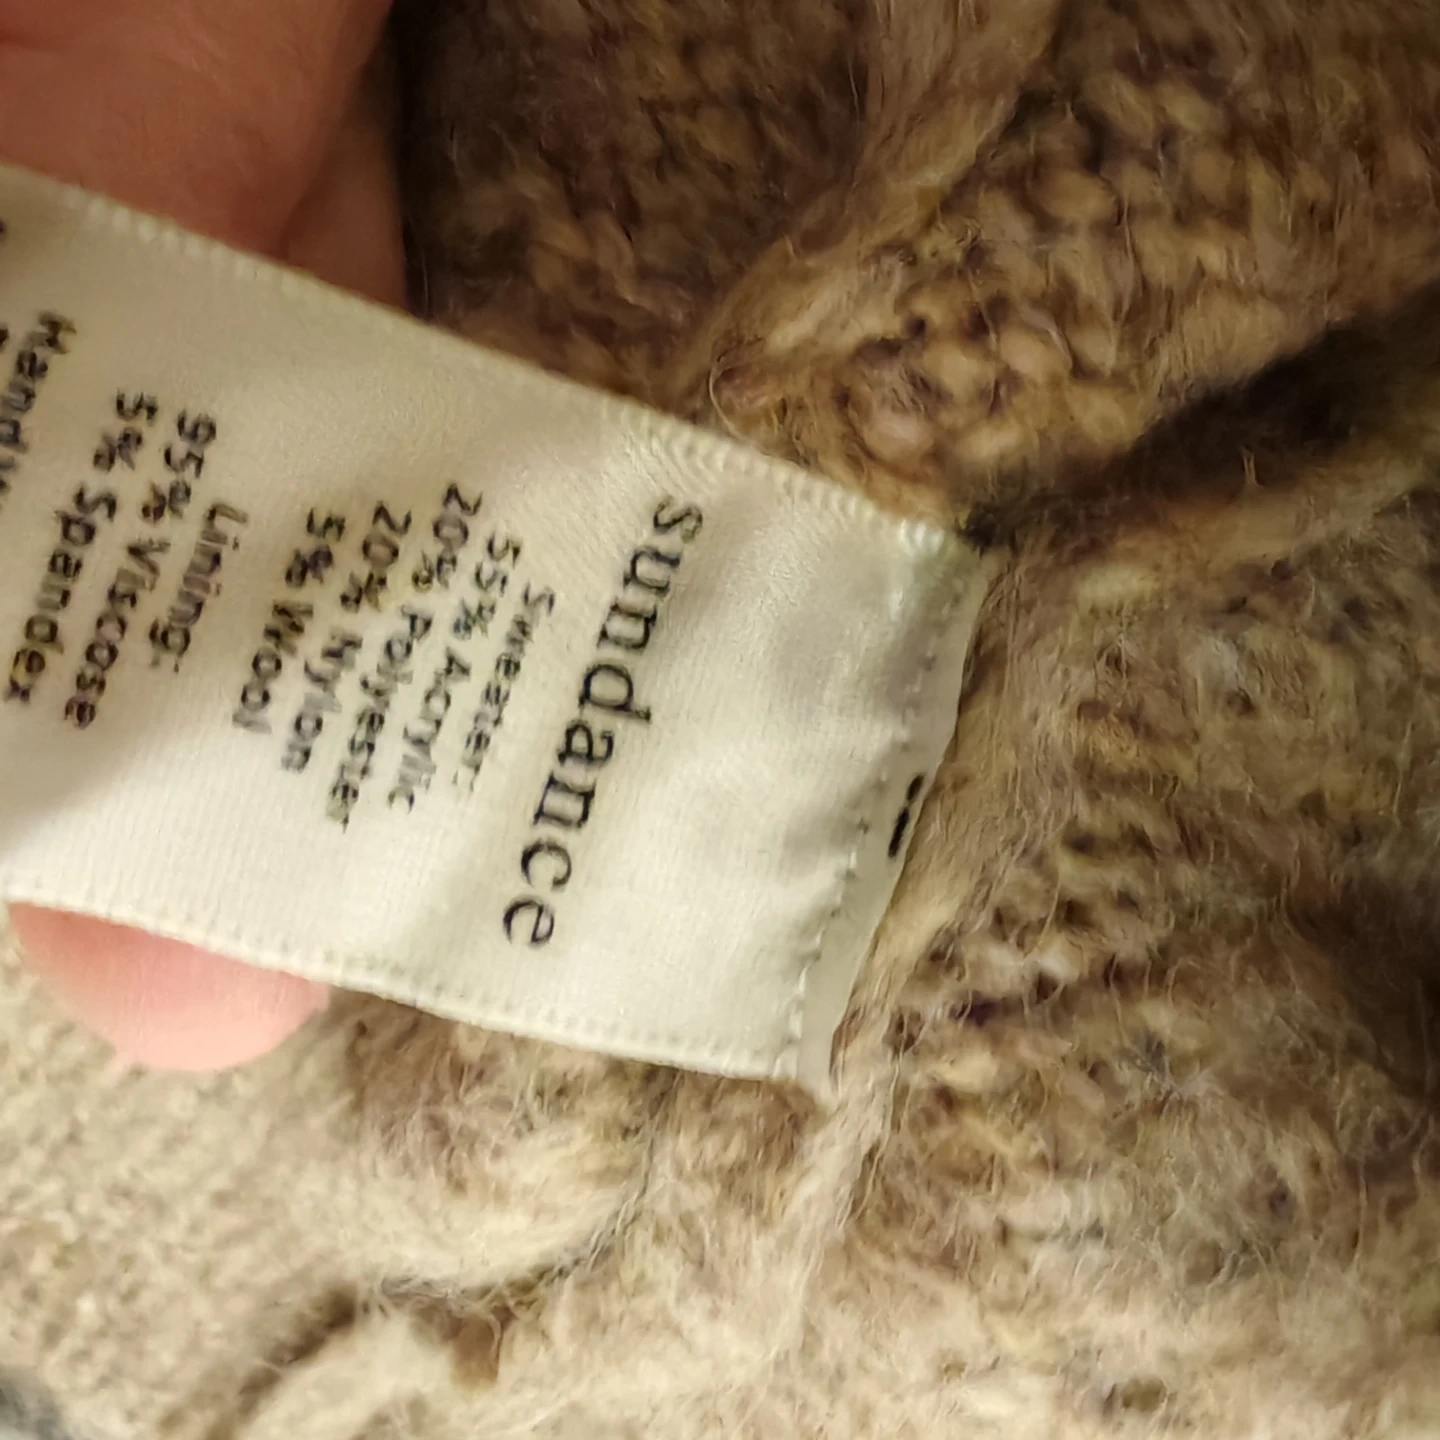 sundance
Sweater:
55% Acrylic
20% Polyester
20% Nylon
5% Wool
Lining:
95% Viscose
5% Spandex